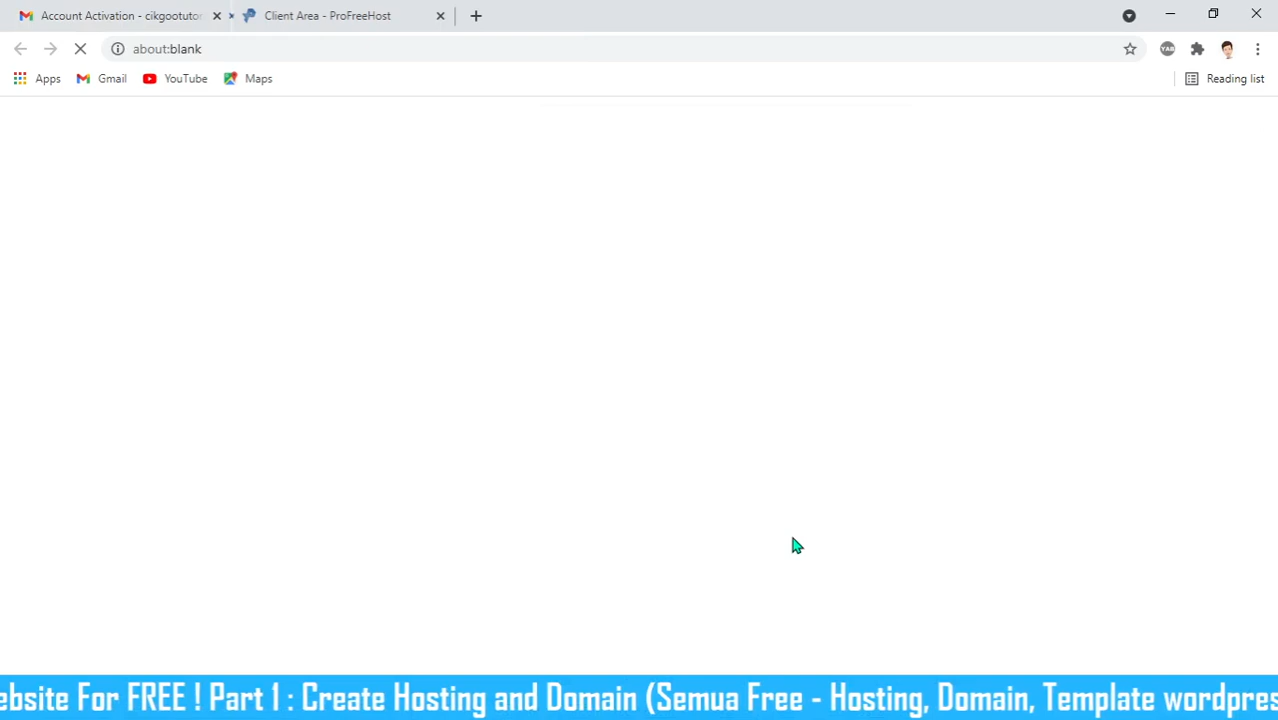 Account Activation - cikgootutor
Client Area - ProFreeHost
about:blank
Apps
Gmail
YouTube
Maps
Reading list
ebsite For FREE ! Part 1 : Create Hosting and Domain (Semua Free - Hosting, Domain, Template wordpres